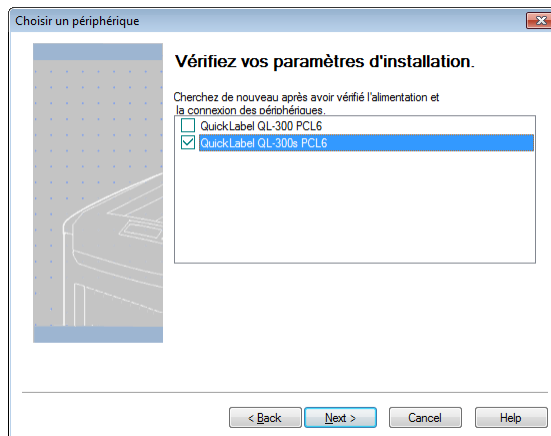 Choisir un périphérique
Vérifiez vos paramètres d'installation.
Cherchez de nouveau après avoir vérifié l'alimentation et
la connexion des périphériques.
QuickLabel QL-300 PCL6
QuickLabel QL-300s PCL6
< Back Next > Cancel Help